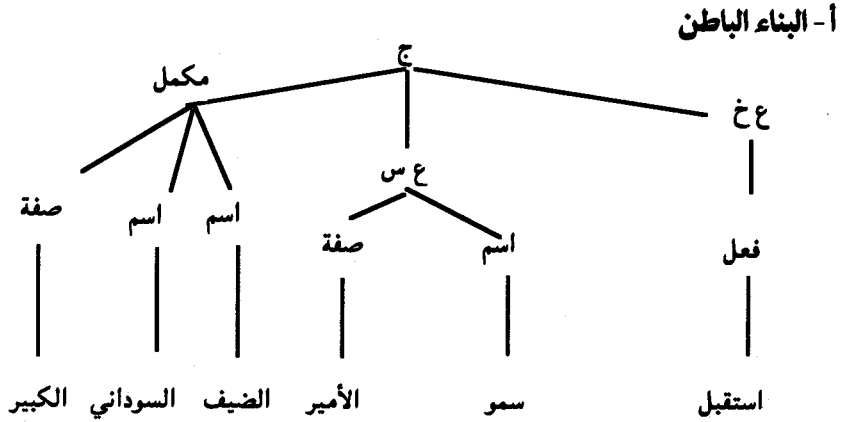 أ - البناء الباطن
ج
مكمل
ع خ
ع س
صفة
اسم
اسم
صفة
اسم
فعل
استقبل سمو الأمير الضيف السوداني الكبير